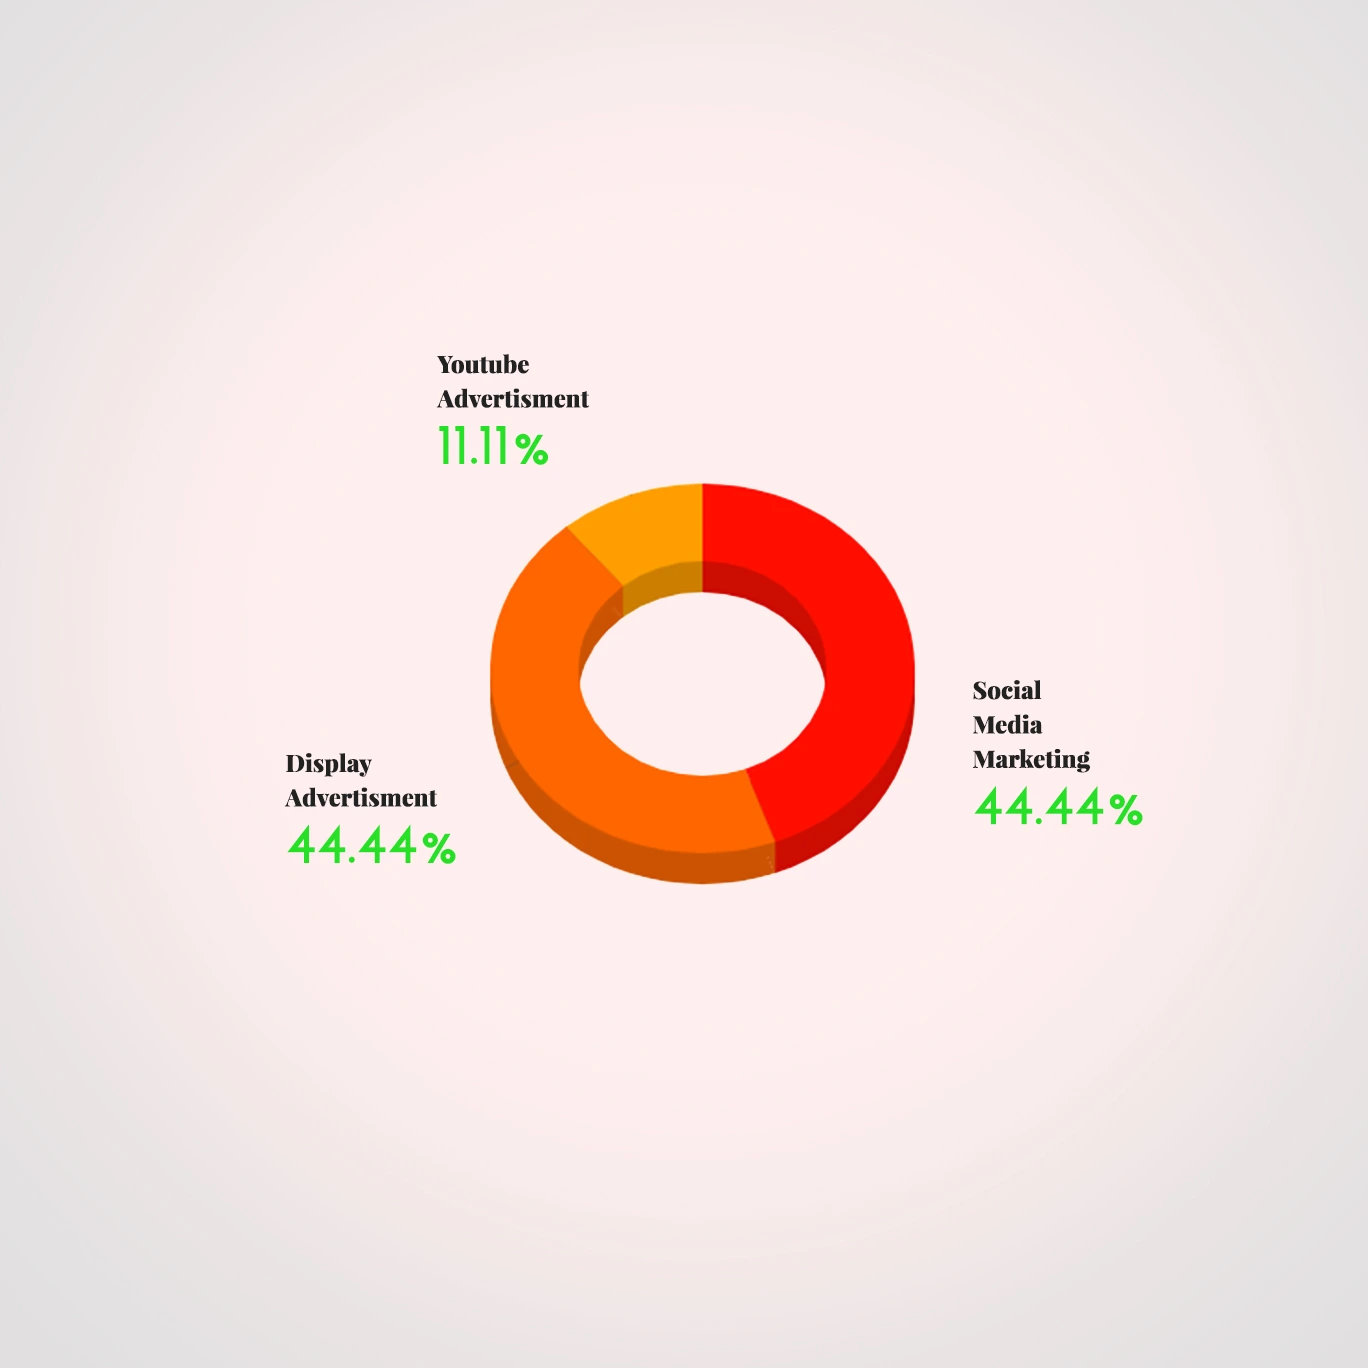 Youtube
Advertisment
11.11%
Social
Media
Marketing
44.44%
Display
Advertisment
44.44%